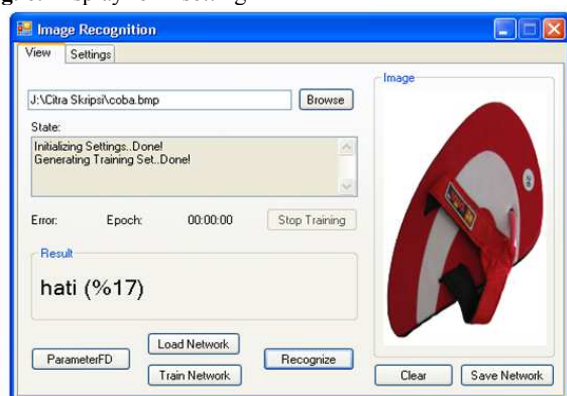 Image Recognition
View
Settings
J:\Citra Skripsi\coba.bmp
Browse
State:
Initializing Settings..Done!
Generating Training Set..Done!
Error:
Epoch:
00:00:00
Stop Training
Result
hati (%17)
ParameterFD
Load Network
Train Network
Recognize
Image
Clear
Save Network